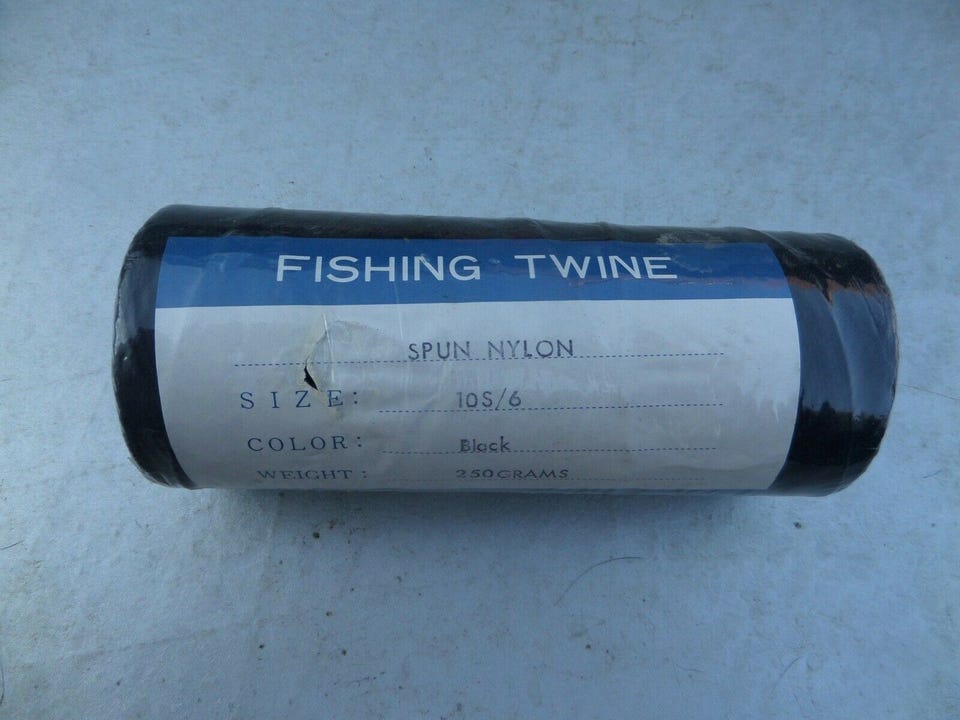 FISHING TWINE
SPUN NYLON
SIZE: 10S/6
COLOR: Black
WEIGHT: 250GRAMS